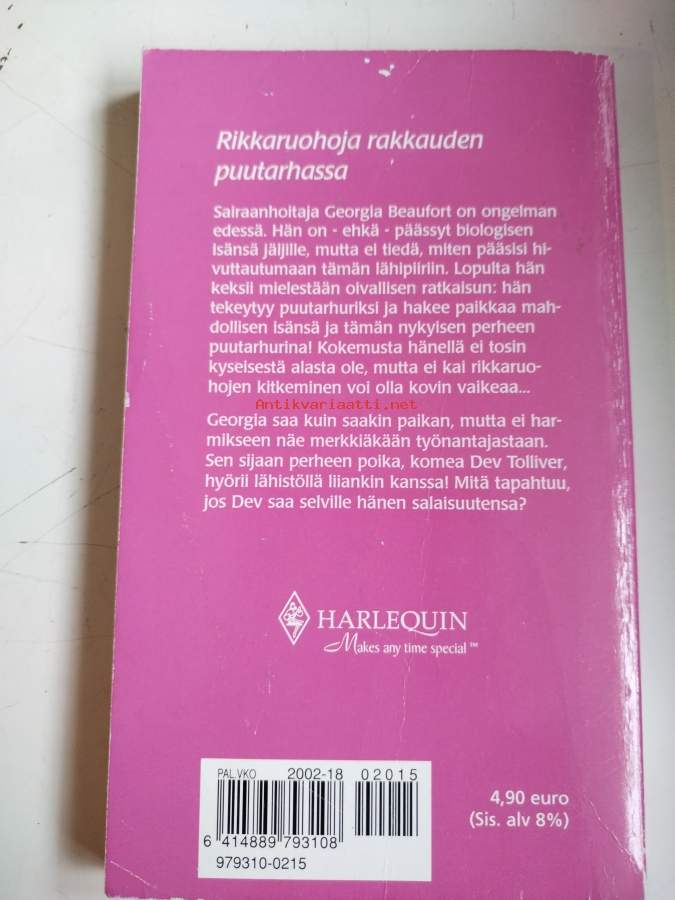 Rikkaruohoja rakkauden
puutarhassa
Sairaanhoitaja Georgia Beaufort on ongelman
edessä. Hän on - ehkä - päässyt biologisen
isänsä jäljille, mutta ei tiedä, miten pääsisi hi-
vuttautumaan tämän lähipiiriin. Lopulta hän
keksii mielestään oivallisen ratkaisun: hän
tekeytyy puutarhuriksi ja hakee paikkaa mah-
dollisen isänsä ja tämän nykyisen perheen
puutarhurina! Kokemusta hänellä ei tosin
kyseisestä alasta ole, mutta ei kai rikkaruo-
hojen kitkeminen voi olla kovin vaikeaa...
Antikvariaatti.net
Georgia saa kuin saakin paikan, mutta ei har-
mikseen näe merkkiäkään työnantajastaan.
Sen sijaan perheen poika, komea Dev Tolliver,
hyörii lähistöllä liiankin kanssa! Mitä tapahtuu,
jos Dev saa selville hänen salaisuutensa?
HARLEQUIN
Makes any time special™
PAL.VKO 2002-18 02015
6 414889 793108
979310-0215
4,90 euro
(Sis. alv 8%)